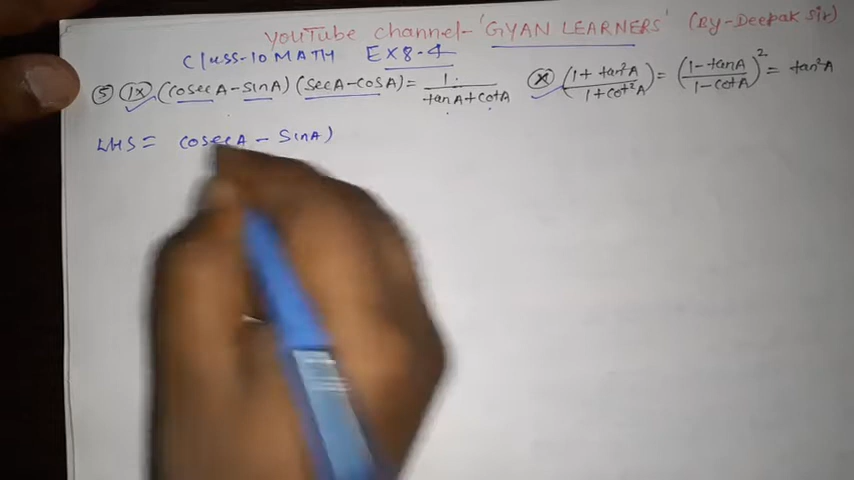 YouTube channel-'GYAN LEARNERS' (By-Deepak Sir)
Class-10 MATH EX 8.4
⑤ (ix) (cosecA-sinA)(secA-cosA)= 1/(tanA+cotA) (x) ((1+tan²A)/(1+cot²A))= ((1-tanA)/(1-cotA))² = tan²A
LHS = cosecA - SinA)